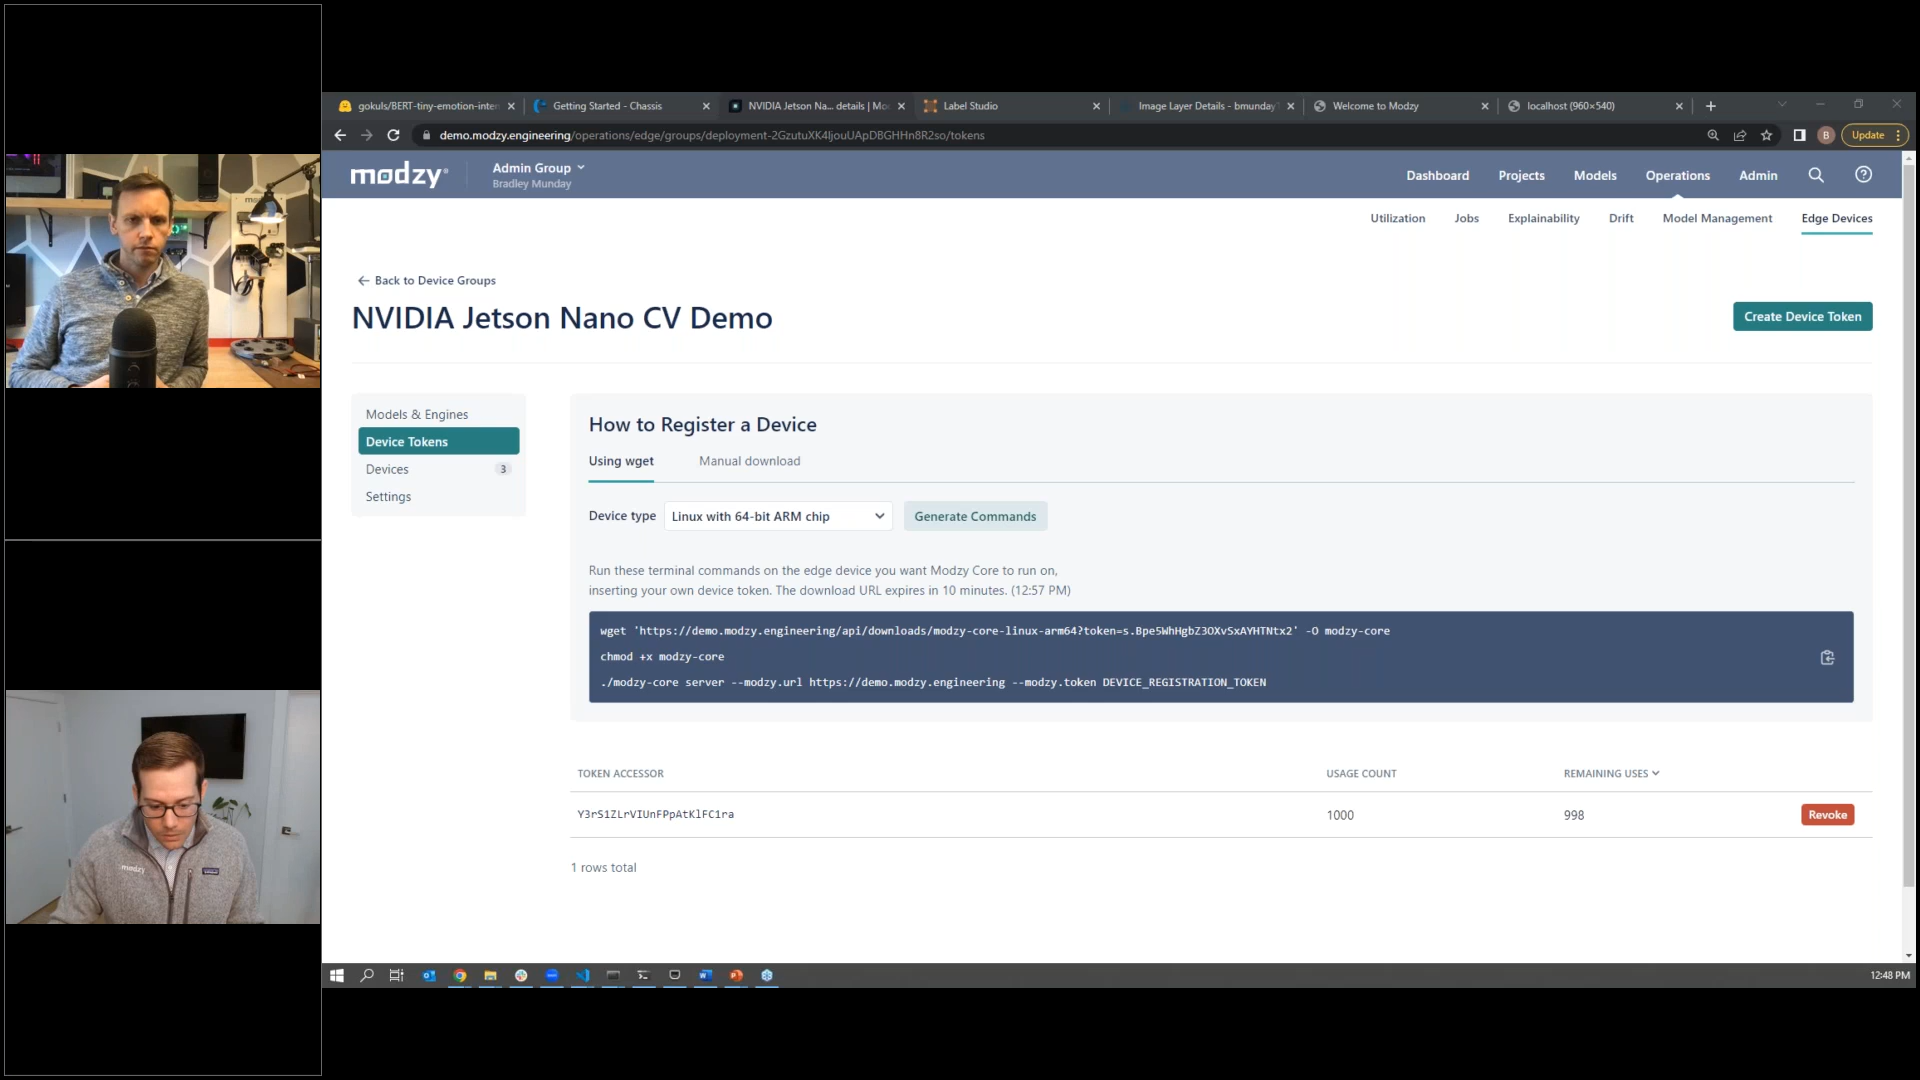 gokuls/BERT-tiny-emotion-inten
Getting Started - Chassis
NVIDIA Jetson Na... details | Mo
Label Studio
Image Layer Details - bmunday
Welcome to Modzy
localhost (960×540)
demo.modzy.engineering/operations/edge/groups/deployment-2GzutuXK4IjouUApDBGHHn8R2so/tokens
B
Update
modzy
Admin Group
Bradley Munday
Dashboard
Projects
Models
Operations
Admin
Utilization
Jobs
Explainability
Drift
Model Management
Edge Devices
Back to Device Groups
NVIDIA Jetson Nano CV Demo
Create Device Token
Models & Engines
Device Tokens
Devices 3
Settings
How to Register a Device
Using wget
Manual download
Device type
Linux with 64-bit ARM chip
Generate Commands
Run these terminal commands on the edge device you want Modzy Core to run on,
inserting your own device token. The download URL expires in 10 minutes. (12:57 PM)
wget 'https://demo.modzy.engineering/api/downloads/modzy-core-linux-arm64?token=s.Bpe5WhHgbZ3OXvSxAYHTNtx2' -O modzy-core
chmod +x modzy-core
./modzy-core server --modzy.url https://demo.modzy.engineering --modzy.token DEVICE_REGISTRATION_TOKEN
TOKEN ACCESSOR
USAGE COUNT
REMAINING USES
Y3rS1ZLrVIUnFPpAtKlFC1ra
1000
998
Revoke
1 rows total
12:48 PM
modzy